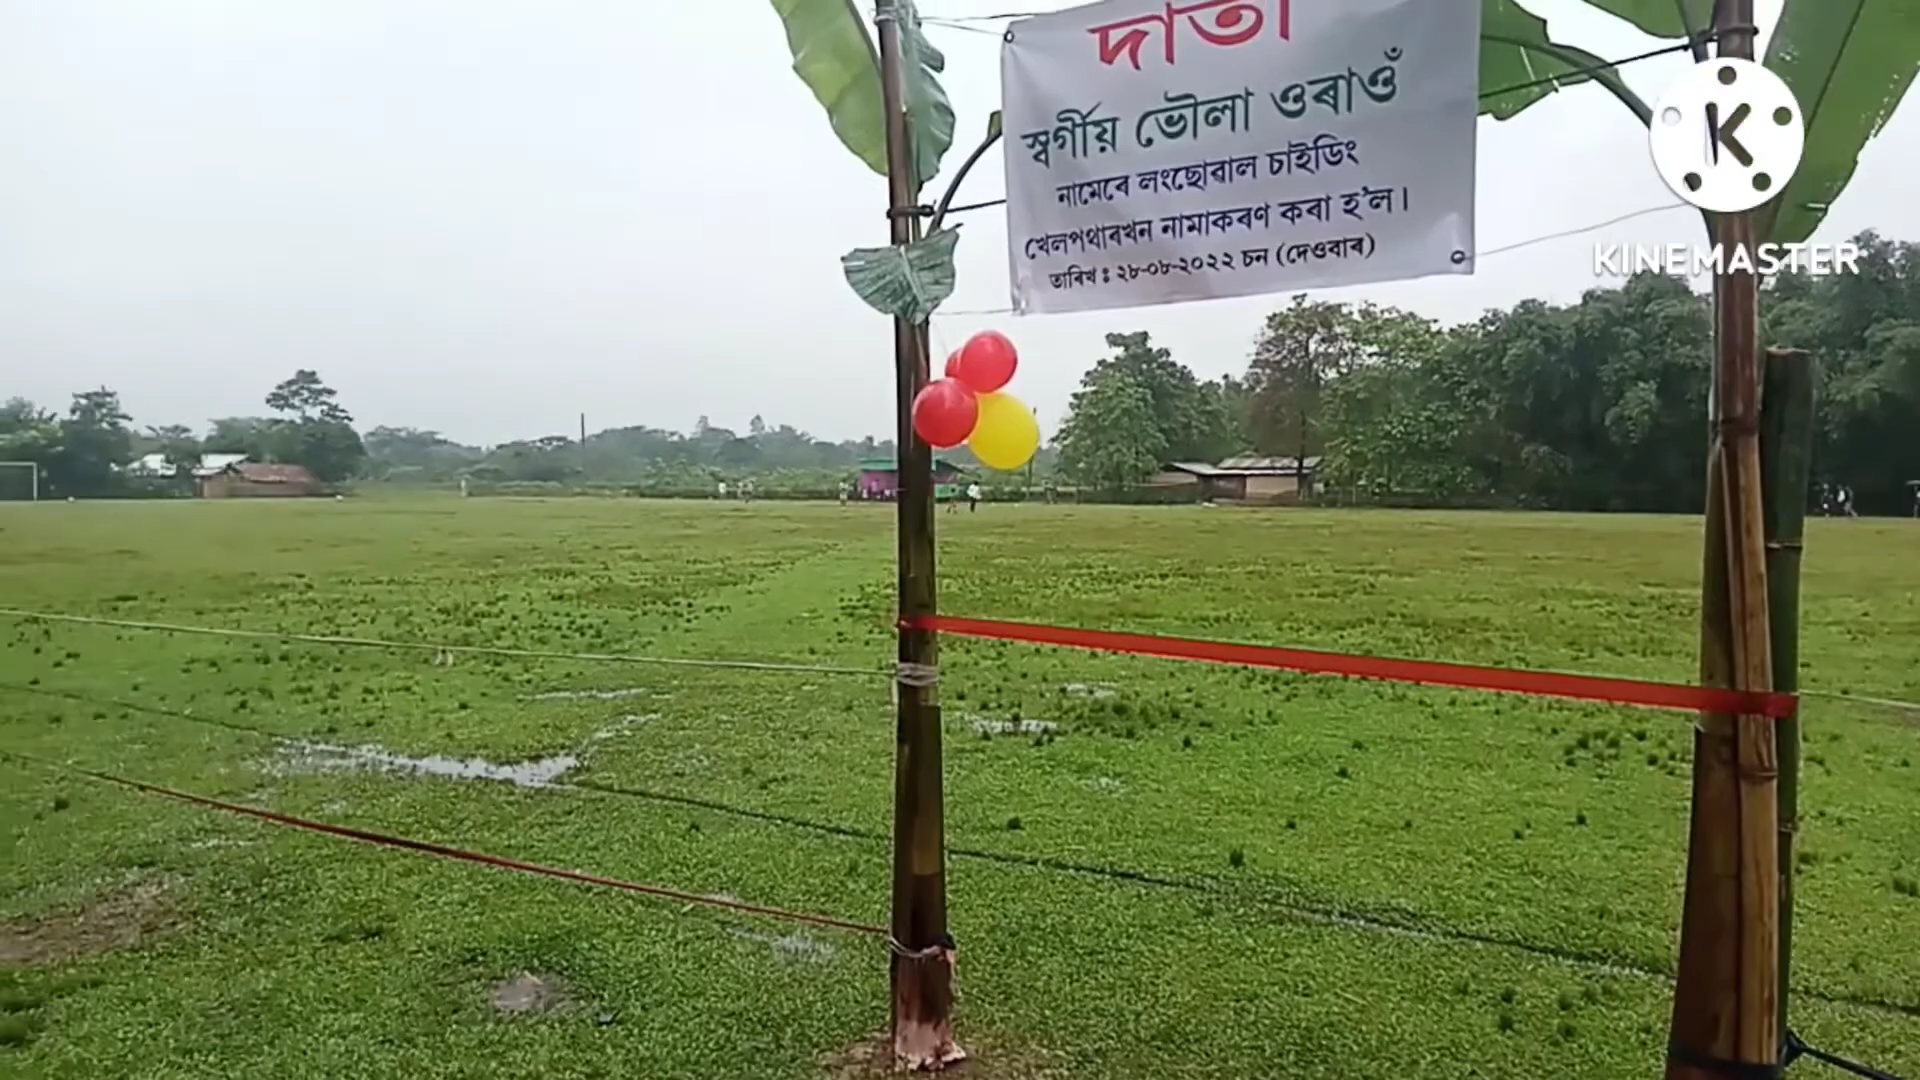 দাতা
স্বৰ্গীয় ভৌলা ওৰাওঁ
নামেৰে লংছোৱাল চাইডিং
খেলপথাৰখন নামাকৰণ কৰা হ'ল।
তাৰিখ : ২৮-০৮-২০২২ চন (দেওবাৰ)
K
KINEMASTER